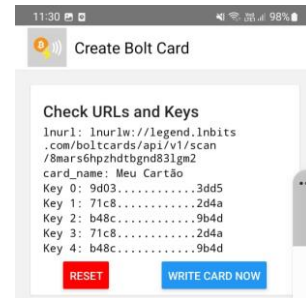 11:30
98%
Create Bolt Card
Check URLs and Keys
lnurl: lnurlw://legend.lnbits
.com/boltcards/api/v1/scan
/8mars6hpzhdtbgnd83lgm2
card_name: Meu Cartão
Key 0: 9d03............3dd5
Key 1: 71c8............2d4a
Key 2: b48c............9b4d
Key 3: 71c8............2d4a
Key 4: b48c............9b4d
RESET
WRITE CARD NOW